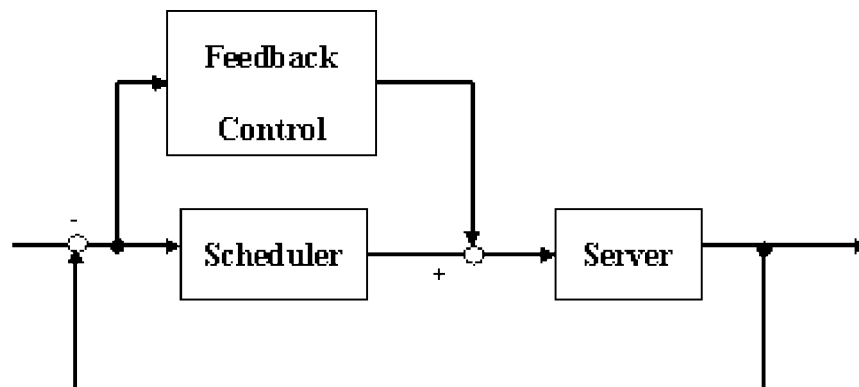 Feedback
Control
-
Scheduler
+
Server